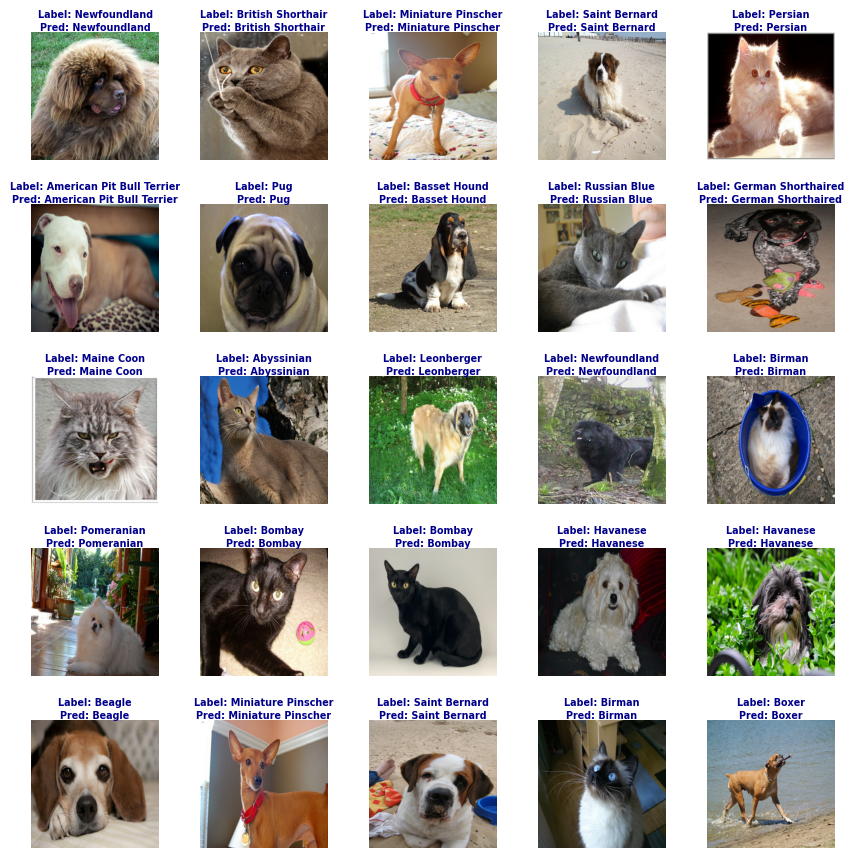 Label: Newfoundland
Pred: Newfoundland
Label: British Shorthair
Pred: British Shorthair
Label: Miniature Pinscher
Pred: Miniature Pinscher
Label: Saint Bernard
Pred: Saint Bernard
Label: Persian
Pred: Persian
Label: American Pit Bull Terrier
Pred: American Pit Bull Terrier
Label: Pug
Pred: Pug
Label: Basset Hound
Pred: Basset Hound
Label: Russian Blue
Pred: Russian Blue
Label: German Shorthaired
Pred: German Shorthaired
Label: Maine Coon
Pred: Maine Coon
Label: Abyssinian
Pred: Abyssinian
Label: Leonberger
Pred: Leonberger
Label: Newfoundland
Pred: Newfoundland
Label: Birman
Pred: Birman
Label: Pomeranian
Pred: Pomeranian
Label: Bombay
Pred: Bombay
Label: Bombay
Pred: Bombay
Label: Havanese
Pred: Havanese
Label: Havanese
Pred: Havanese
Label: Beagle
Pred: Beagle
Label: Miniature Pinscher
Pred: Miniature Pinscher
Label: Saint Bernard
Pred: Saint Bernard
Label: Birman
Pred: Birman
Label: Boxer
Pred: Boxer